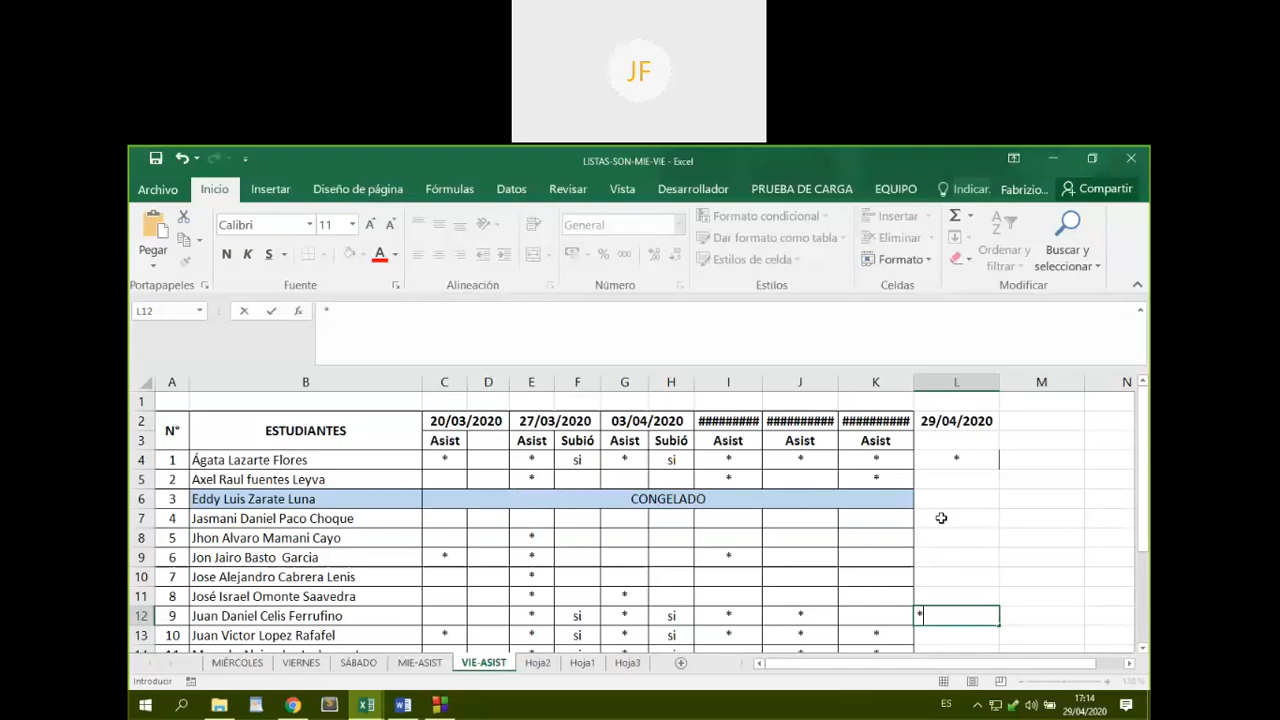 JF
LISTAS-SON-MIE-VIE - Excel
Archivo Inicio Insertar Diseño de página Fórmulas Datos Revisar Vista Desarrollador PRUEBA DE CARGA EQUIPO Indicar. Fabrizio... Compartir
Calibri 11 General Formato condicional Insertar
Pegar N K S A % 000 Dar formato como tabla Eliminar Ordenar y filtrar Buscar y seleccionar
Estilos de celda Formato
Portapapeles Fuente Alineación Número Estilos Celdas Modificar
L12 fx *
A B C D E F G H I J K L M N
1
2 N° ESTUDIANTES 20/03/2020 27/03/2020 03/04/2020 ######### ########## ########## 29/04/2020
3 Asist Asist Subió Asist Subió Asist Asist Asist
4 1 Ágata Lazarte Flores * * si * si * * * *
5 2 Axel Raul fuentes Leyva * * *
6 3 Eddy Luis Zarate Luna CONGELADO
7 4 Jasmani Daniel Paco Choque
8 5 Jhon Alvaro Mamani Cayo *
9 6 Jon Jairo Basto Garcia * * *
10 7 Jose Alejandro Cabrera Lenis *
11 8 José Israel Omonte Saavedra * *
12 9 Juan Daniel Celis Ferrufino * si * si * * *
13 10 Juan Victor Lopez Rafafel * * si * si * * *
MIÉRCOLES VIERNES SÁBADO MIE-ASIST VIE-ASIST Hoja2 Hoja1 Hoja3
Introducir 130 %
ES 17:14
29/04/2020